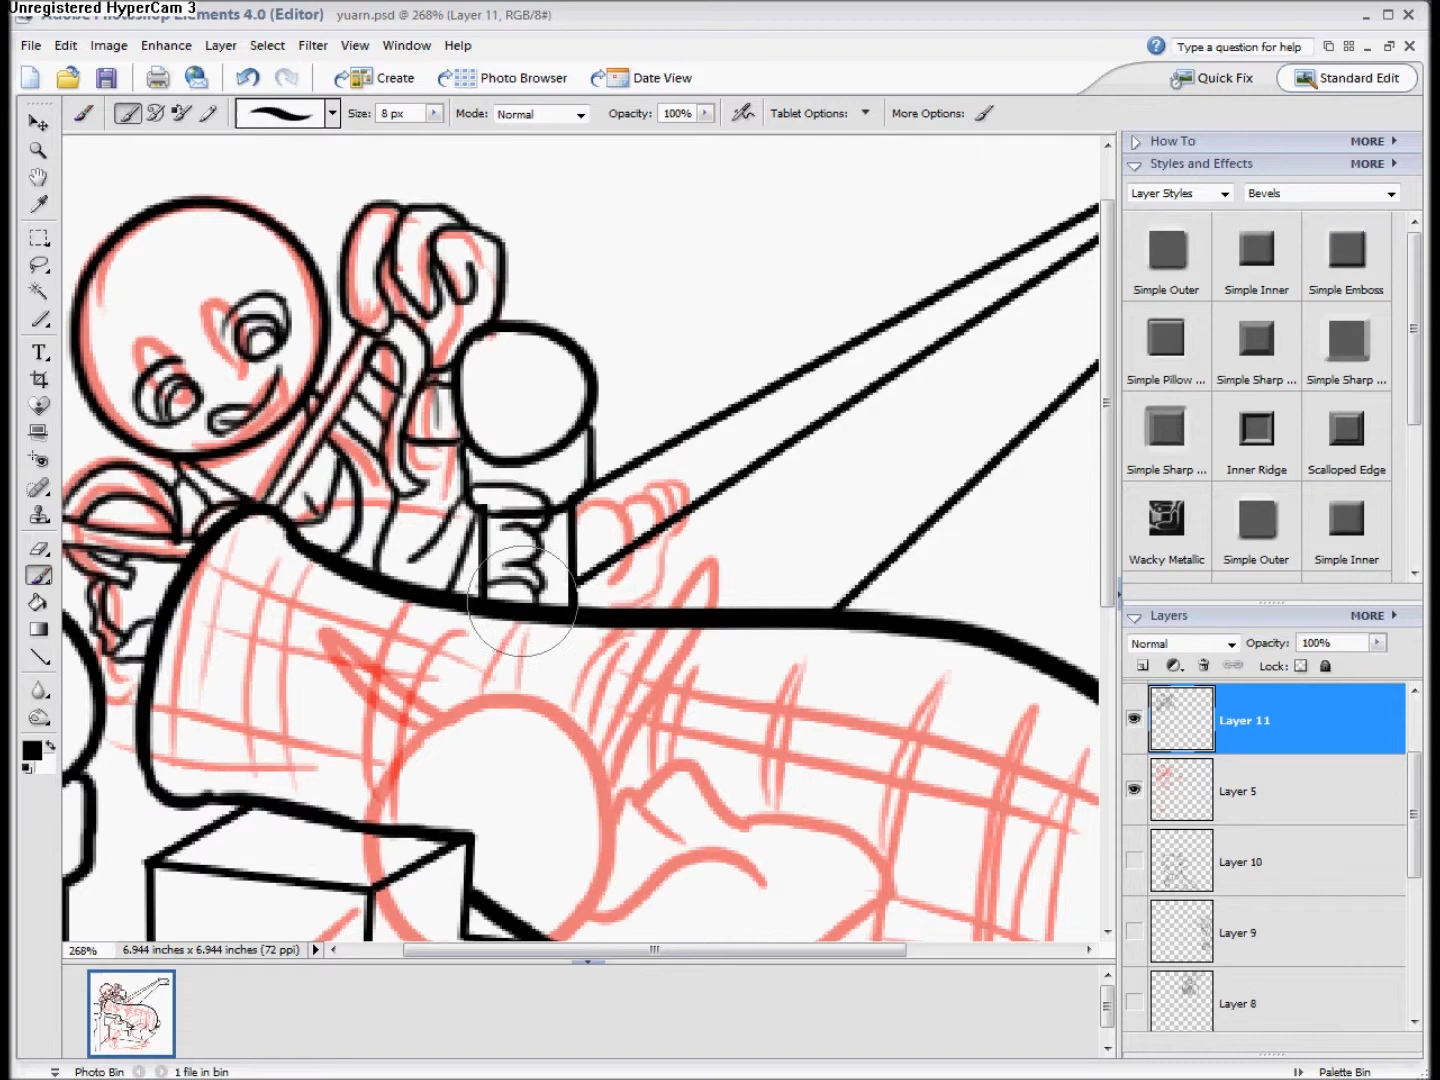 Unregistered HyperCam 3
Adobe Photoshop Elements 4.0 (Editor) yuarn.psd @ 268% (Layer 11, RGB/8#)
File Edit Image Enhance Layer Select Filter View Window Help
Type a question for help
Create Photo Browser Date View Quick Fix Standard Edit
Size: 8 px Mode: Normal Opacity: 100% Tablet Options: More Options:
How To MORE
Styles and Effects MORE
Layer Styles Bevels
Simple Outer Simple Inner Simple Emboss
Simple Pillow ... Simple Sharp ... Simple Sharp ...
Simple Sharp ... Inner Ridge Scalloped Edge
Wacky Metallic Simple Outer Simple Inner
Layers MORE
Normal Opacity: 100%
Lock:
Layer 11
Layer 5
Layer 10
Layer 9
Layer 8
268% 6.944 inches x 6.944 inches (72 ppi)
Photo Bin 1 file in bin Palette Bin